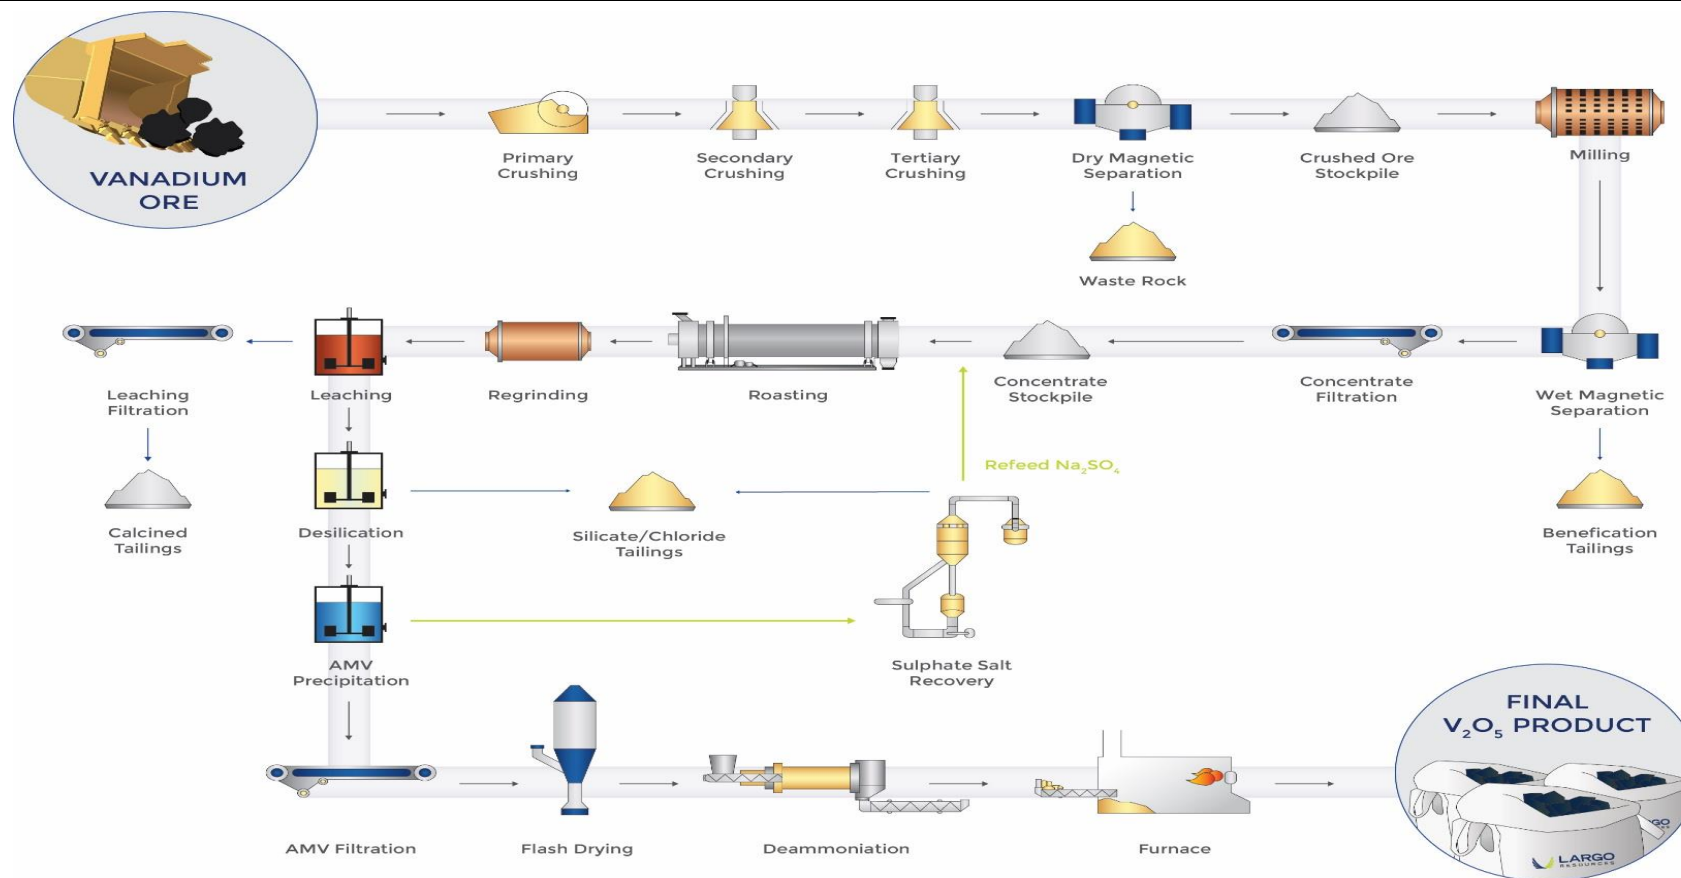 VANADIUM
ORE
Primary
Crushing
Secondary
Crushing
Tertiary
Crushing
Dry Magnetic
Separation
Crushed Ore
Stockpile
Milling
Waste Rock
Leaching
Filtration
Leaching
Regrinding
Roasting
Concentrate
Stockpile
Concentrate
Filtration
Wet Magnetic
Separation
Refeed Na₂SO₄
Calcined
Tailings
Desilication
Silicate/Chloride
Tailings
Benefication
Tailings
AMV
Precipitation
Sulphate Salt
Recovery
FINAL
V₂O₅ PRODUCT
AMV Filtration
Flash Drying
Deammoniation
Furnace
LARGO
RESOURCES